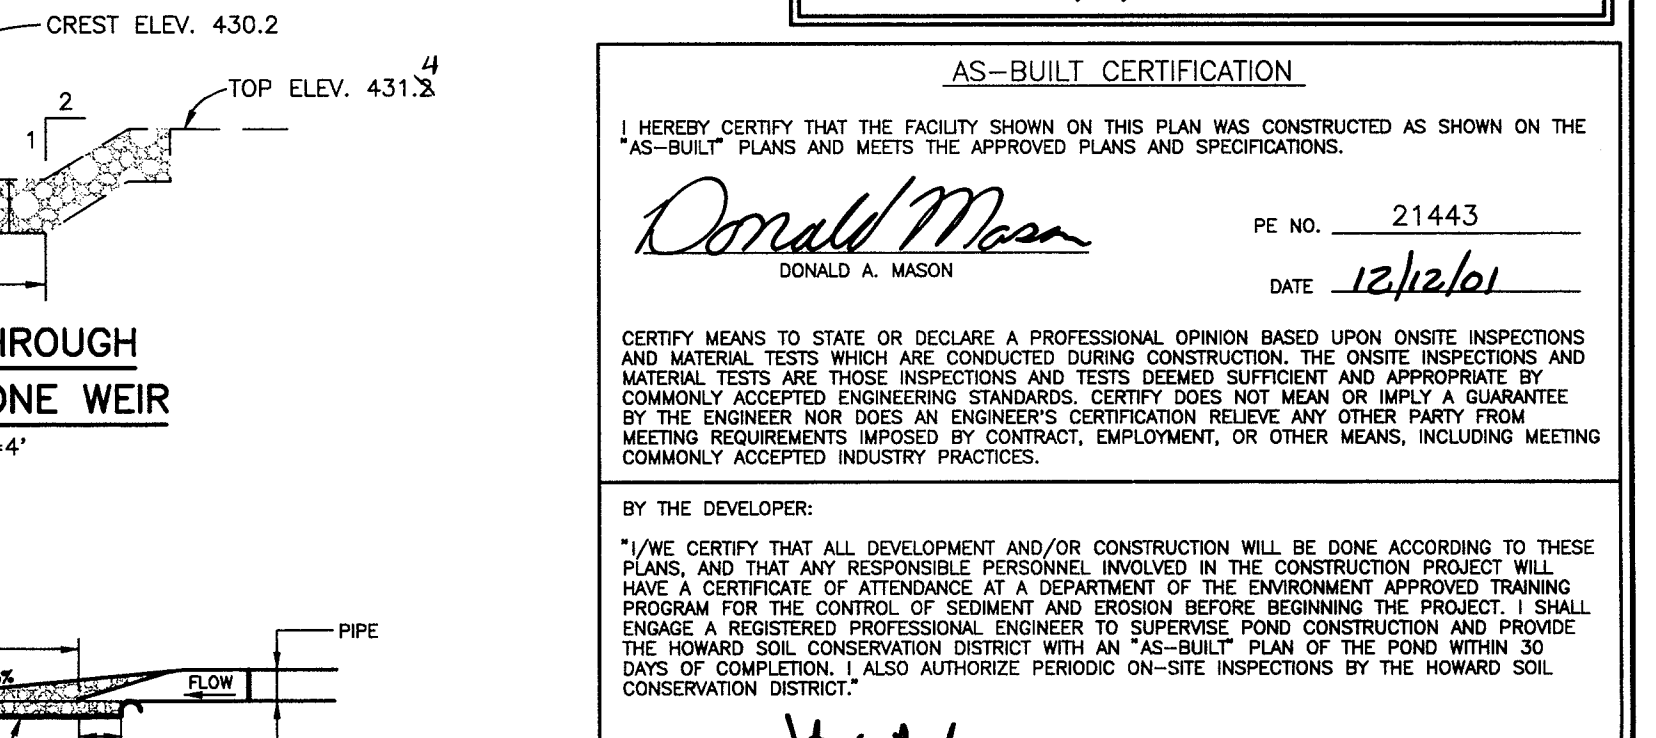 CREST ELEV. 430.2
4
TOP ELEV. 431.2
2
1
HROUGH
ONE WEIR
=4'
PIPE
%
FLOW
AS-BUILT CERTIFICATION
I HEREBY CERTIFY THAT THE FACILITY SHOWN ON THIS PLAN WAS CONSTRUCTED AS SHOWN ON THE
"AS-BUILT" PLANS AND MEETS THE APPROVED PLANS AND SPECIFICATIONS.
Donald Mason
DONALD A. MASON
PE NO. 21443
DATE 12/12/01
CERTIFY MEANS TO STATE OR DECLARE A PROFESSIONAL OPINION BASED UPON ONSITE INSPECTIONS
AND MATERIAL TESTS WHICH ARE CONDUCTED DURING CONSTRUCTION. THE ONSITE INSPECTIONS AND
MATERIAL TESTS ARE THOSE INSPECTIONS AND TESTS DEEMED SUFFICIENT AND APPROPRIATE BY
COMMONLY ACCEPTED ENGINEERING STANDARDS. CERTIFY DOES NOT MEAN OR IMPLY A GUARANTEE
BY THE ENGINEER NOR DOES AN ENGINEER'S CERTIFICATION RELIEVE ANY OTHER PARTY FROM
MEETING REQUIREMENTS IMPOSED BY CONTRACT, EMPLOYMENT, OR OTHER MEANS, INCLUDING MEETING
COMMONLY ACCEPTED INDUSTRY PRACTICES.
BY THE DEVELOPER:
"I/WE CERTIFY THAT ALL DEVELOPMENT AND/OR CONSTRUCTION WILL BE DONE ACCORDING TO THESE
PLANS, AND THAT ANY RESPONSIBLE PERSONNEL INVOLVED IN THE CONSTRUCTION PROJECT WILL
HAVE A CERTIFICATE OF ATTENDANCE AT A DEPARTMENT OF THE ENVIRONMENT APPROVED TRAINING
PROGRAM FOR THE CONTROL OF SEDIMENT AND EROSION BEFORE BEGINNING THE PROJECT. I SHALL
ENGAGE A REGISTERED PROFESSIONAL ENGINEER TO SUPERVISE POND CONSTRUCTION AND PROVIDE
THE HOWARD SOIL CONSERVATION DISTRICT WITH AN "AS-BUILT" PLAN OF THE POND WITHIN 30
DAYS OF COMPLETION. I ALSO AUTHORIZE PERIODIC ON-SITE INSPECTIONS BY THE HOWARD SOIL
CONSERVATION DISTRICT."